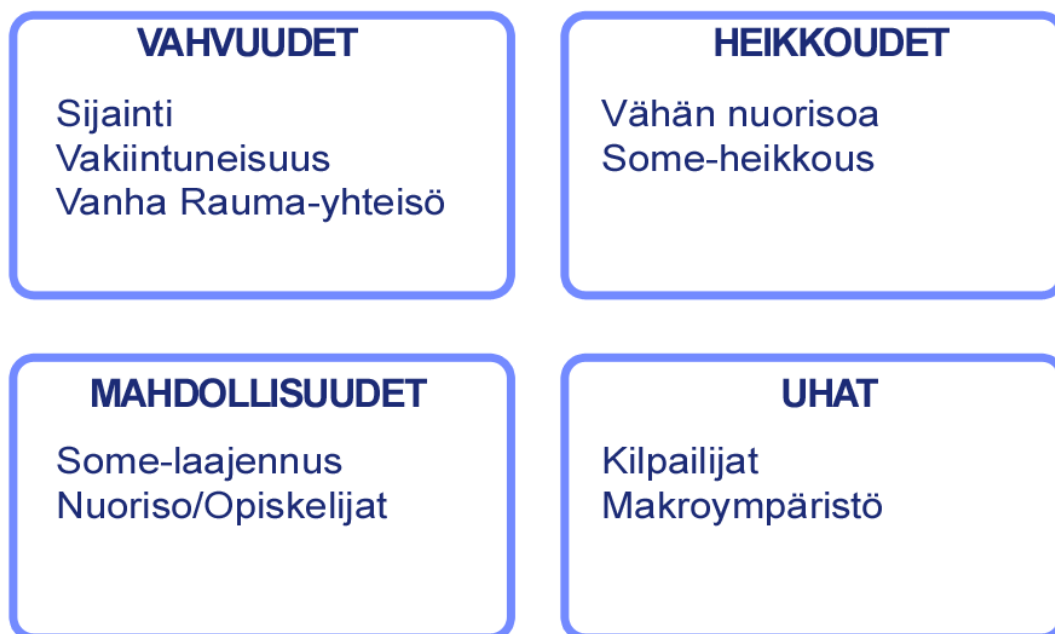 VAHVUUDET
Sijainti
Vakiintuneisuus
Vanha Rauma-yhteisö
HEIKKOUDET
Vähän nuorisoa
Some-heikkous
MAHDOLLISUUDET
Some-laajennus
Nuoriso/Opiskelijat
UHAT
Kilpailijat
Makroympäristö